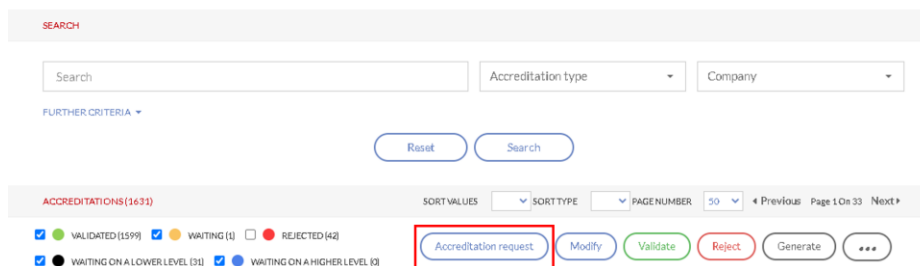 SEARCH
Search Accreditation type Company
FURTHER CRITERIA
Reset Search
ACCREDITATIONS (1631) SORT VALUES SORT TYPE PAGE NUMBER 50 Previous Page 1 On 33 Next
VALIDATED (1599) WAITING (1) REJECTED (42) Accreditation request Modify Validate Reject Generate ...
WAITING ON A LOWER LEVEL (31) WAITING ON A HIGHER LEVEL (0)